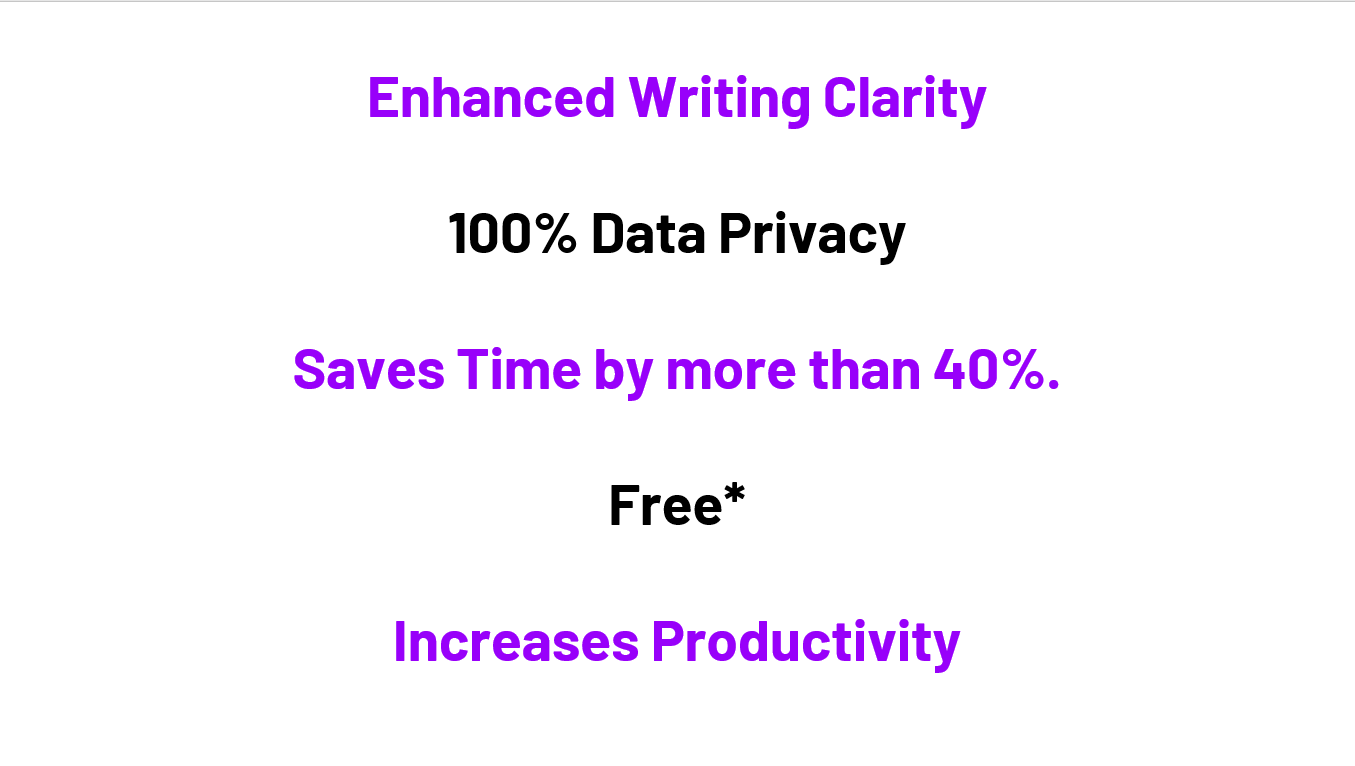 Enhanced Writing Clarity
100% Data Privacy
Saves Time by more than 40%.
Free*
Increases Productivity